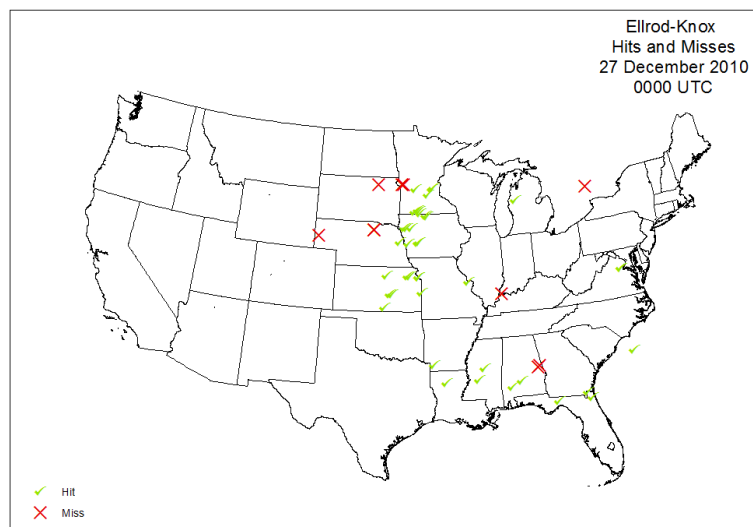 Ellrod-Knox
Hits and Misses
27 December 2010
0000 UTC
Hit
Miss